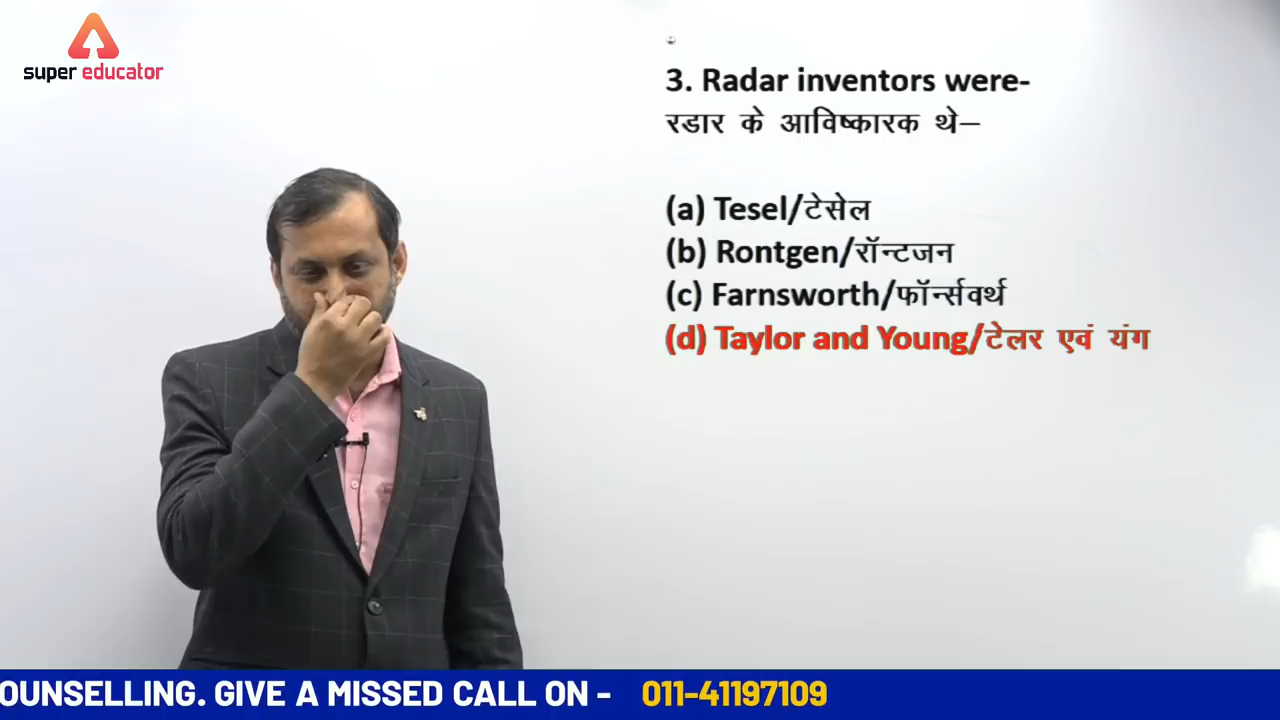 super educator
3. Radar inventors were-
रडार के आविष्कारक थे–
(a) Tesel/टेसेल
(b) Rontgen/रॉन्टजन
(c) Farnsworth/फॉर्न्सवर्थ
(d) Taylor and Young/टेलर एवं यंग
OUNSELLING. GIVE A MISSED CALL ON - 011-41197109